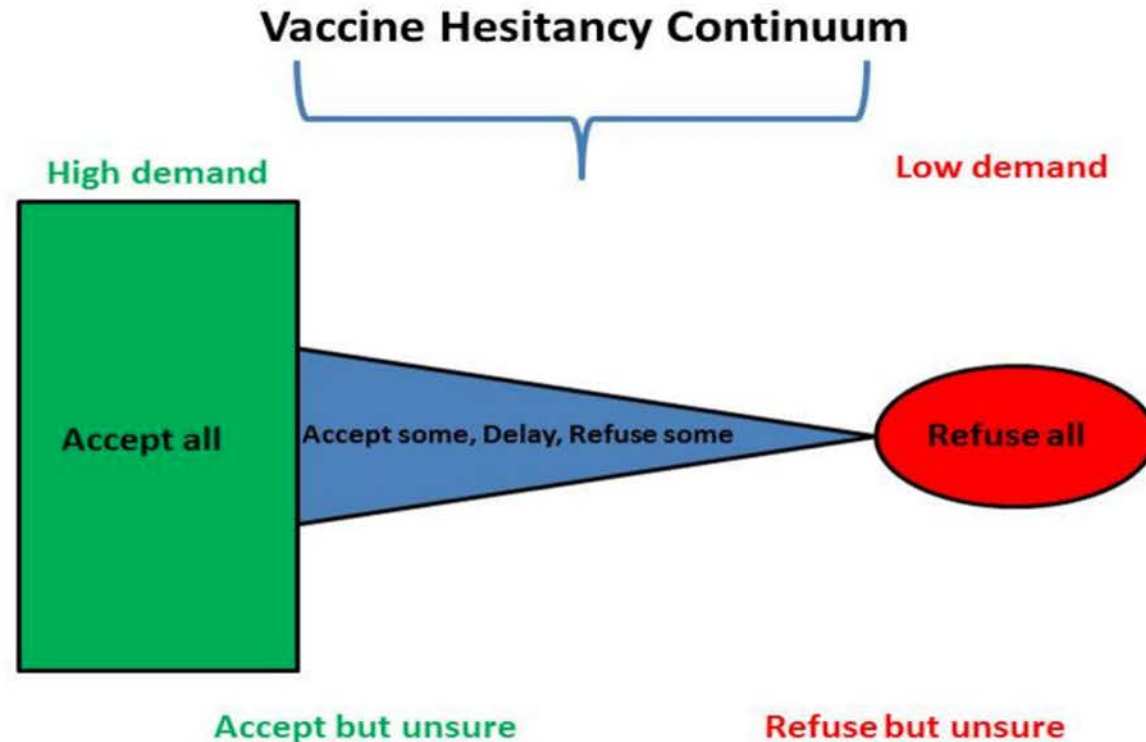 Vaccine Hesitancy Continuum
High demand
Low demand
Accept all
Accept some, Delay, Refuse some
Refuse all
Accept but unsure
Refuse but unsure